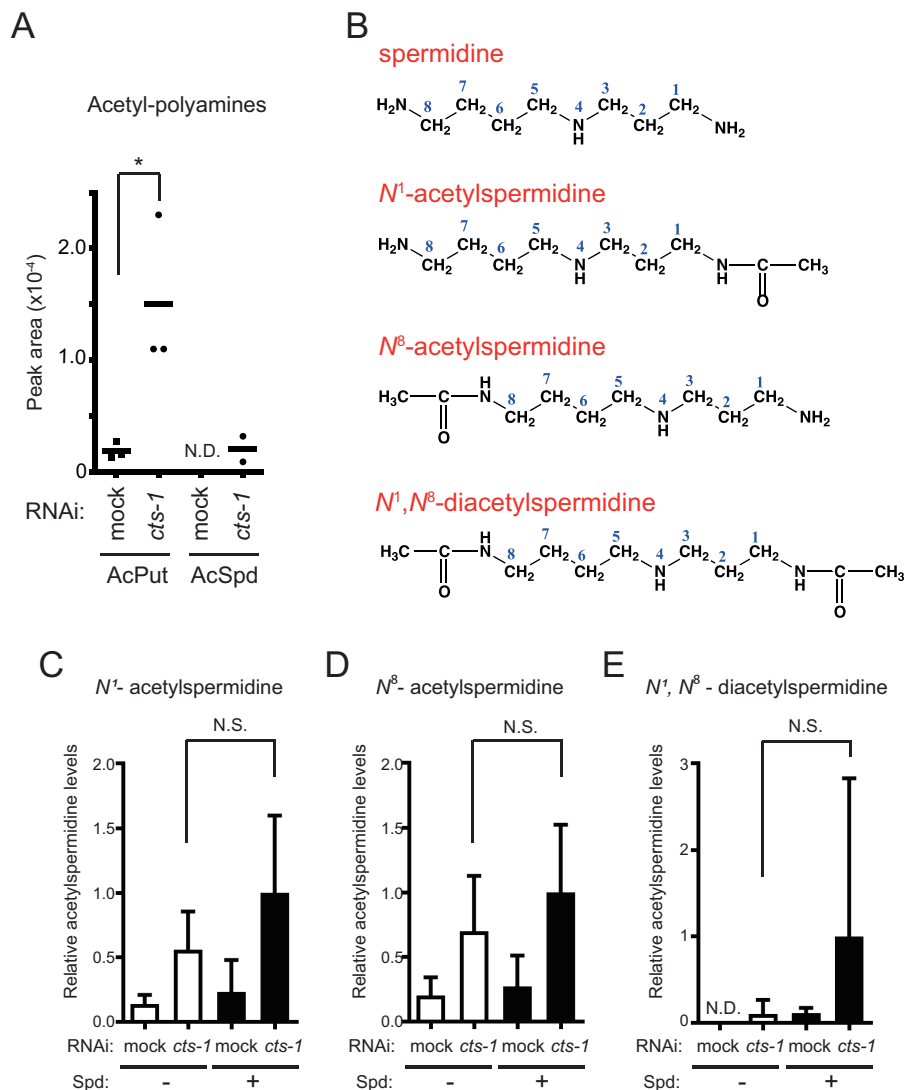 A
Acetyl-polyamines
*
Peak area (x10⁻⁴)
2.0
1.0
0
N.D.
RNAi:
mock
cts-1
mock
cts-1
AcPut
AcSpd
B
spermidine
H₂N 8 CH₂ 7 CH₂ 6 CH₂ 5 CH₂ 4 N H 3 CH₂ 2 CH₂ 1 CH₂ NH₂
N¹-acetylspermidine
H₂N 8 CH₂ 7 CH₂ 6 CH₂ 5 CH₂ 4 N H 3 CH₂ 2 CH₂ 1 CH₂ N H C O CH₃
N⁸-acetylspermidine
H₃C C O H N 8 CH₂ 7 CH₂ 6 CH₂ 5 CH₂ 4 N H 3 CH₂ 2 CH₂ 1 CH₂ NH₂
N¹,N⁸-diacetylspermidine
H₃C C O H N 8 CH₂ 7 CH₂ 6 CH₂ 5 CH₂ 4 N H 3 CH₂ 2 CH₂ 1 CH₂ N H C O CH₃
C
N¹- acetylspermidine
N.S.
Relative acetylspermidine levels
2.0
1.5
1.0
0.5
0.0
RNAi: mock cts-1 mock cts-1
Spd: - +
D
N⁸- acetylspermidine
N.S.
Relative acetylspermidine levels
2.0
1.5
1.0
0.5
0.0
RNAi: mock cts-1 mock cts-1
Spd: - +
E
N¹, N⁸ - diacetylspermidine
N.S.
Relative acetylspermidine levels
3
2
1
0
N.D.
RNAi: mock cts-1 mock cts-1
Spd: - +